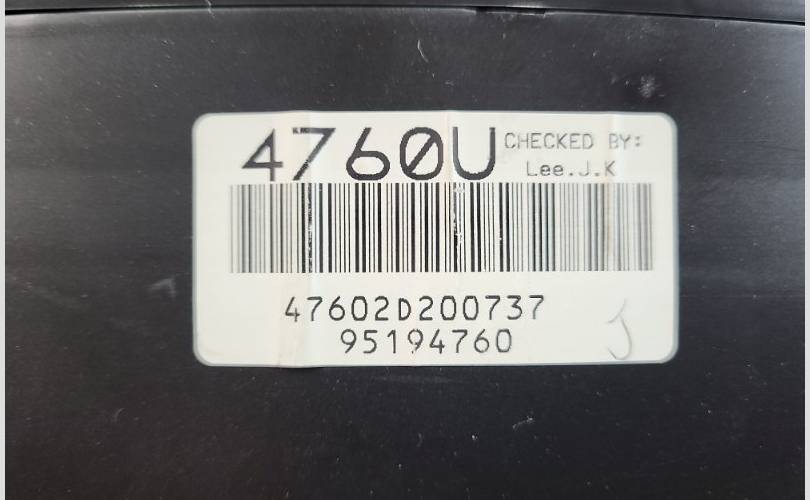 4760U
CHECKED BY:
Lee.J.K
47602D200737
95194760
J